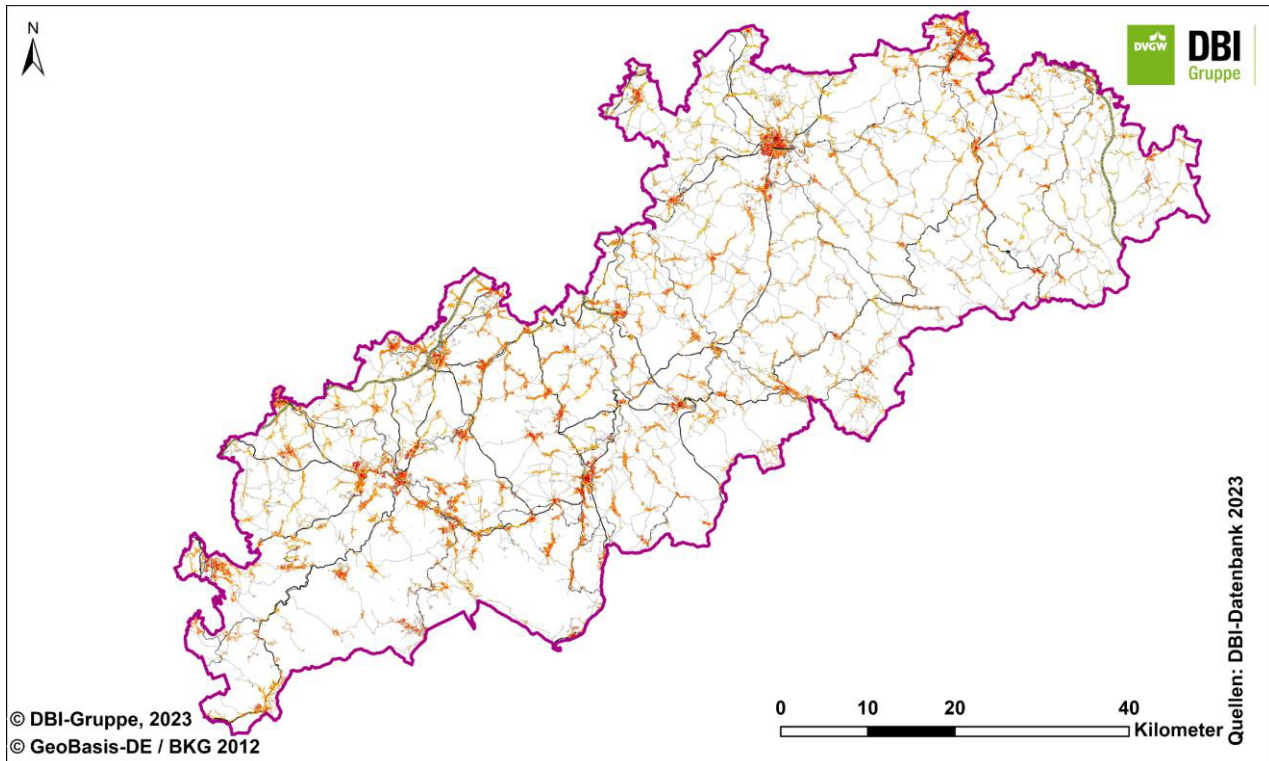 N
DVGW
DBI
Gruppe
Quellen: DBI-Datenbank 2023
0 10 20 40
Kilometer
© DBI-Gruppe, 2023
© GeoBasis-DE / BKG 2012